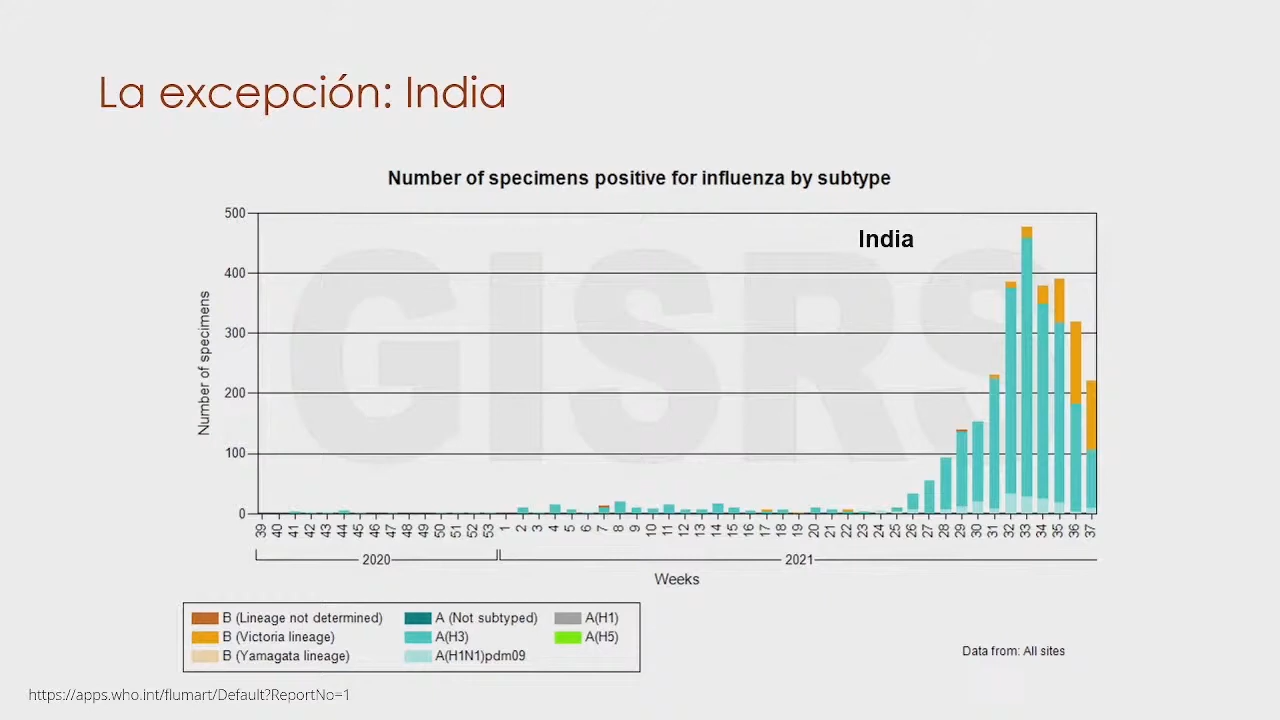 La excepción: India
Number of specimens positive for influenza by subtype
India
GISRS
Number of specimens
500
400
300
200
100
0
39 40 41 42 43 44 45 46 47 48 49 50 51 52 53 1 2 3 4 5 6 7 8 9 10 11 12 13 14 15 16 17 18 19 20 21 22 23 24 25 26 27 28 29 30 31 32 33 34 35 36 37
2020 2021
Weeks
B (Lineage not determined) A (Not subtyped) A(H1)
B (Victoria lineage) A(H3) A(H5)
B (Yamagata lineage) A(H1N1)pdm09
Data from: All sites
https://apps.who.int/flumart/Default?ReportNo=1